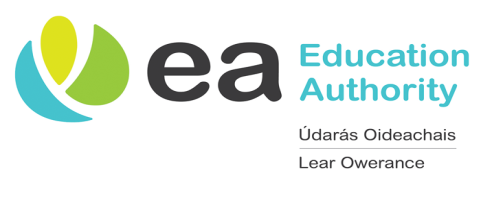 ea
Education
Authority
Údarás Oideachais
Lear Owerance